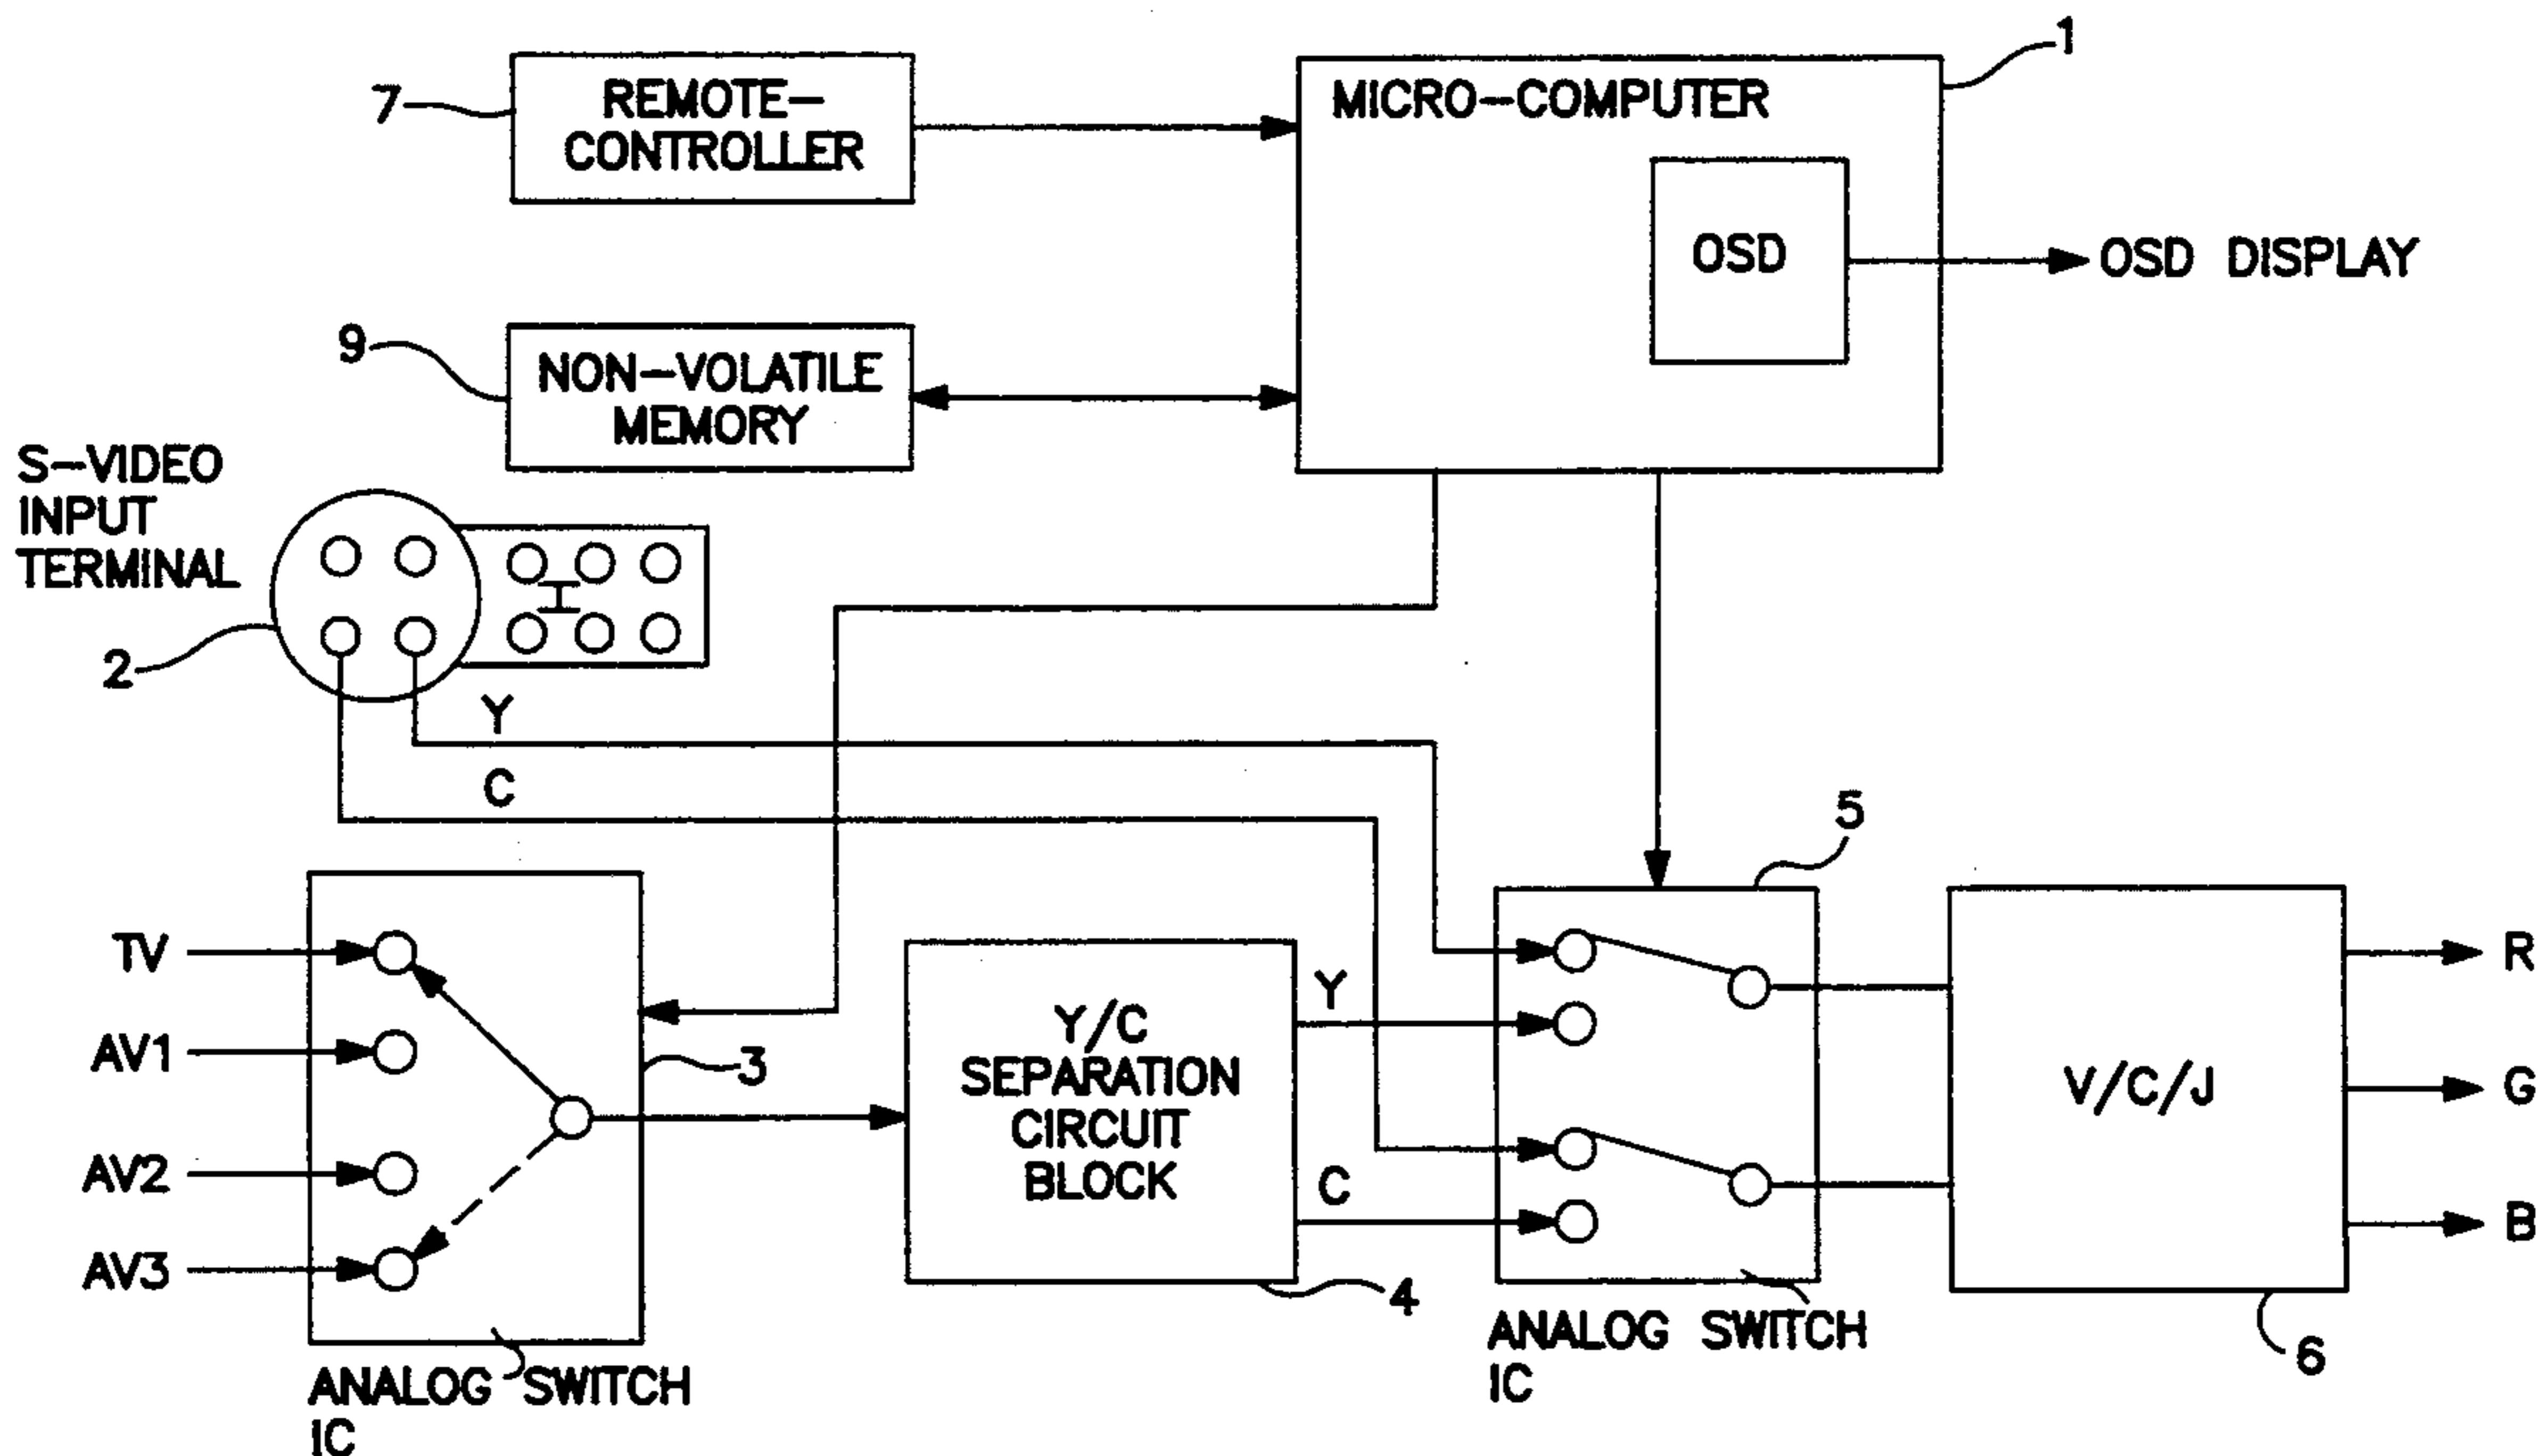 1
7
REMOTE-
CONTROLLER
MICRO-COMPUTER
OSD
OSD DISPLAY
9
NON-VOLATILE
MEMORY
S-VIDEO
INPUT
TERMINAL
2
Y
C
5
TV
AV1
AV2
AV3
3
Y/C
SEPARATION
CIRCUIT
BLOCK
Y
C
V/C/J
R
G
B
4
6
ANALOG SWITCH
IC
ANALOG SWITCH
IC